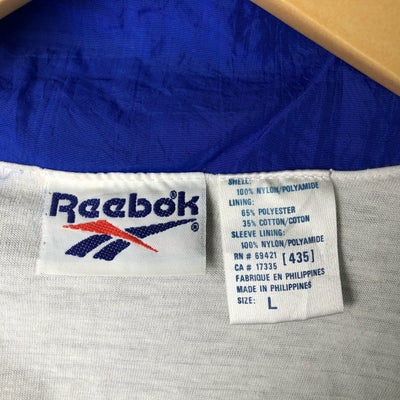 Reebok
SHELL:
100% NYLON/POLYAMIDE
LINING:
65% POLYESTER
35% COTTON/COTON
SLEEVE LINING:
100% NYLON/POLYAMIDE
RN # 69421 [435]
CA # 17335
FABRIQUE EN PHILIPPINES
MADE IN PHILIPPINES
SIZE: L